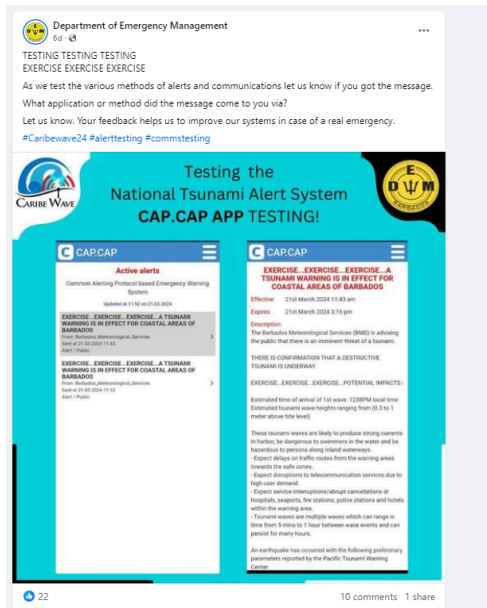 Department of Emergency Management
6d ·
TESTING TESTING TESTING
EXERCISE EXERCISE EXERCISE
As we test the various methods of alerts and communications let us know if you got the message.
What application or method did the message come to you via?
Let us know. Your feedback helps us to improve our systems in case of a real emergency.
#Caribewave24 #alerttesting #commstesting
CARIBE WAVE
Testing the
National Tsunami Alert System
CAP.CAP APP TESTING!
D E M
BARBADOS
C CAP.CAP
Active alerts
Common Alerting Protocol based Emergency Warning
System
Updated at 11:52 on 21.03.2024
EXERCISE...EXERCISE...EXERCISE...A TSUNAMI
WARNING IS IN EFFECT FOR COASTAL AREAS OF
BARBADOS
From: Barbados_Meteorological_Services
Sent at 21.03.2024 11:43
Alert / Public
EXERCISE...EXERCISE...EXERCISE...A TSUNAMI
WARNING IS IN EFFECT FOR COASTAL AREAS OF
BARBADOS
From: Barbados_Meteorological_Services
Sent at 21.03.2024 11:12
Alert / Public
C CAP.CAP
EXERCISE...EXERCISE...EXERCISE...A
TSUNAMI WARNING IS IN EFFECT FOR
COASTAL AREAS OF BARBADOS
Effective 21st March 2024 11:43 am
Expires 21st March 2024 3:16 pm
Description
The Barbados Meteorological Services (BMS) is advising
the public that there is an imminent threat of a tsunami.
THERE IS CONFIRMATION THAT A DESTRUCTIVE
TSUNAMI IS UNDERWAY.
EXERCISE...EXERCISE...EXERCISE...POTENTIAL IMPACTS:-
Estimated time of arrival of 1st wave: 1238PM local time
Estimated tsunami wave heights ranging from (0.3 to 1
meter above tide level)
These tsunami waves are likely to produce strong currents
in harbor, be dangerous to swimmers in the water and be
hazardous to persons along inland waterways.
- Expect delays on traffic routes from the warning areas
towards the safe zones.
- Expect disruptions to telecommunication services due to
high user demand.
- Expect service interruptions/abrupt cancellations at
hospitals, seaports, fire stations, police stations and hotels
within the warning area.
- Tsunami waves are multiple waves which can range in
time from 5 mins to 1 hour between wave events and can
persist for many hours.
An earthquake has occurred with the following preliminary
parameters reported by the Pacific Tsunami Warning
Center
22
10 comments 1 share